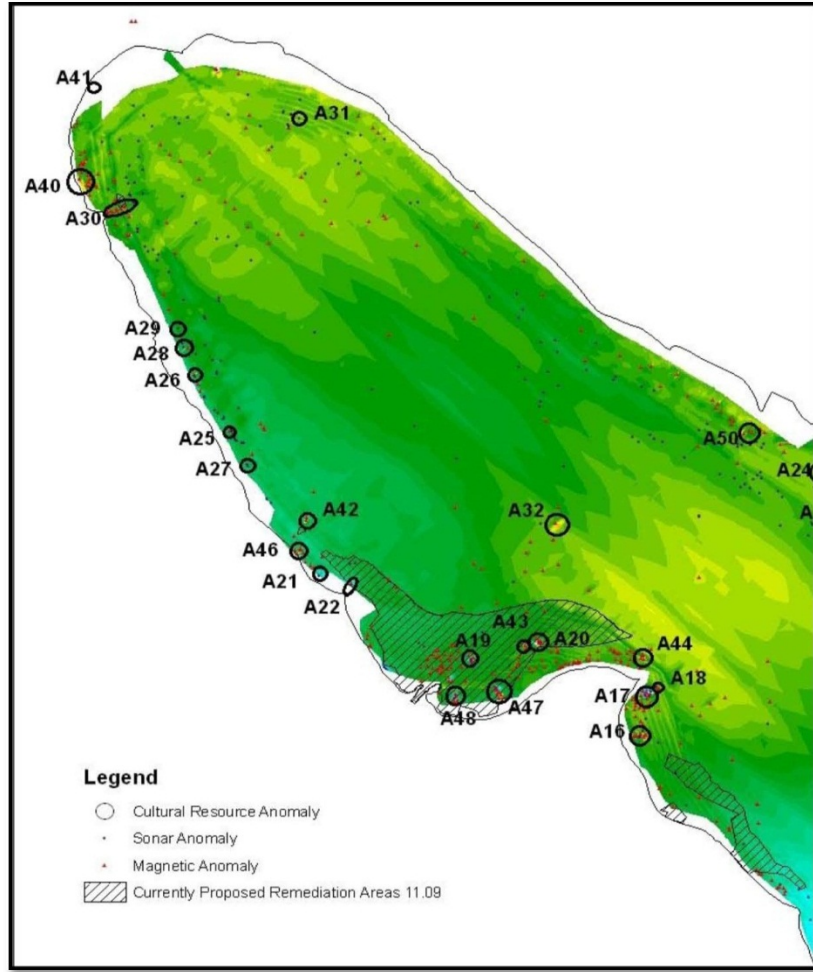 A41
A31
A40
A30
A29
A28
A26
A25
A27
A50
A24
A42
A32
A
A46
A21
A22
A43
A20
A19
A44
A18
A17
A48
A47
A16
Legend
Cultural Resource Anomaly
Sonar Anomaly
Magnetic Anomaly
Currently Proposed Remediation Areas 11.09